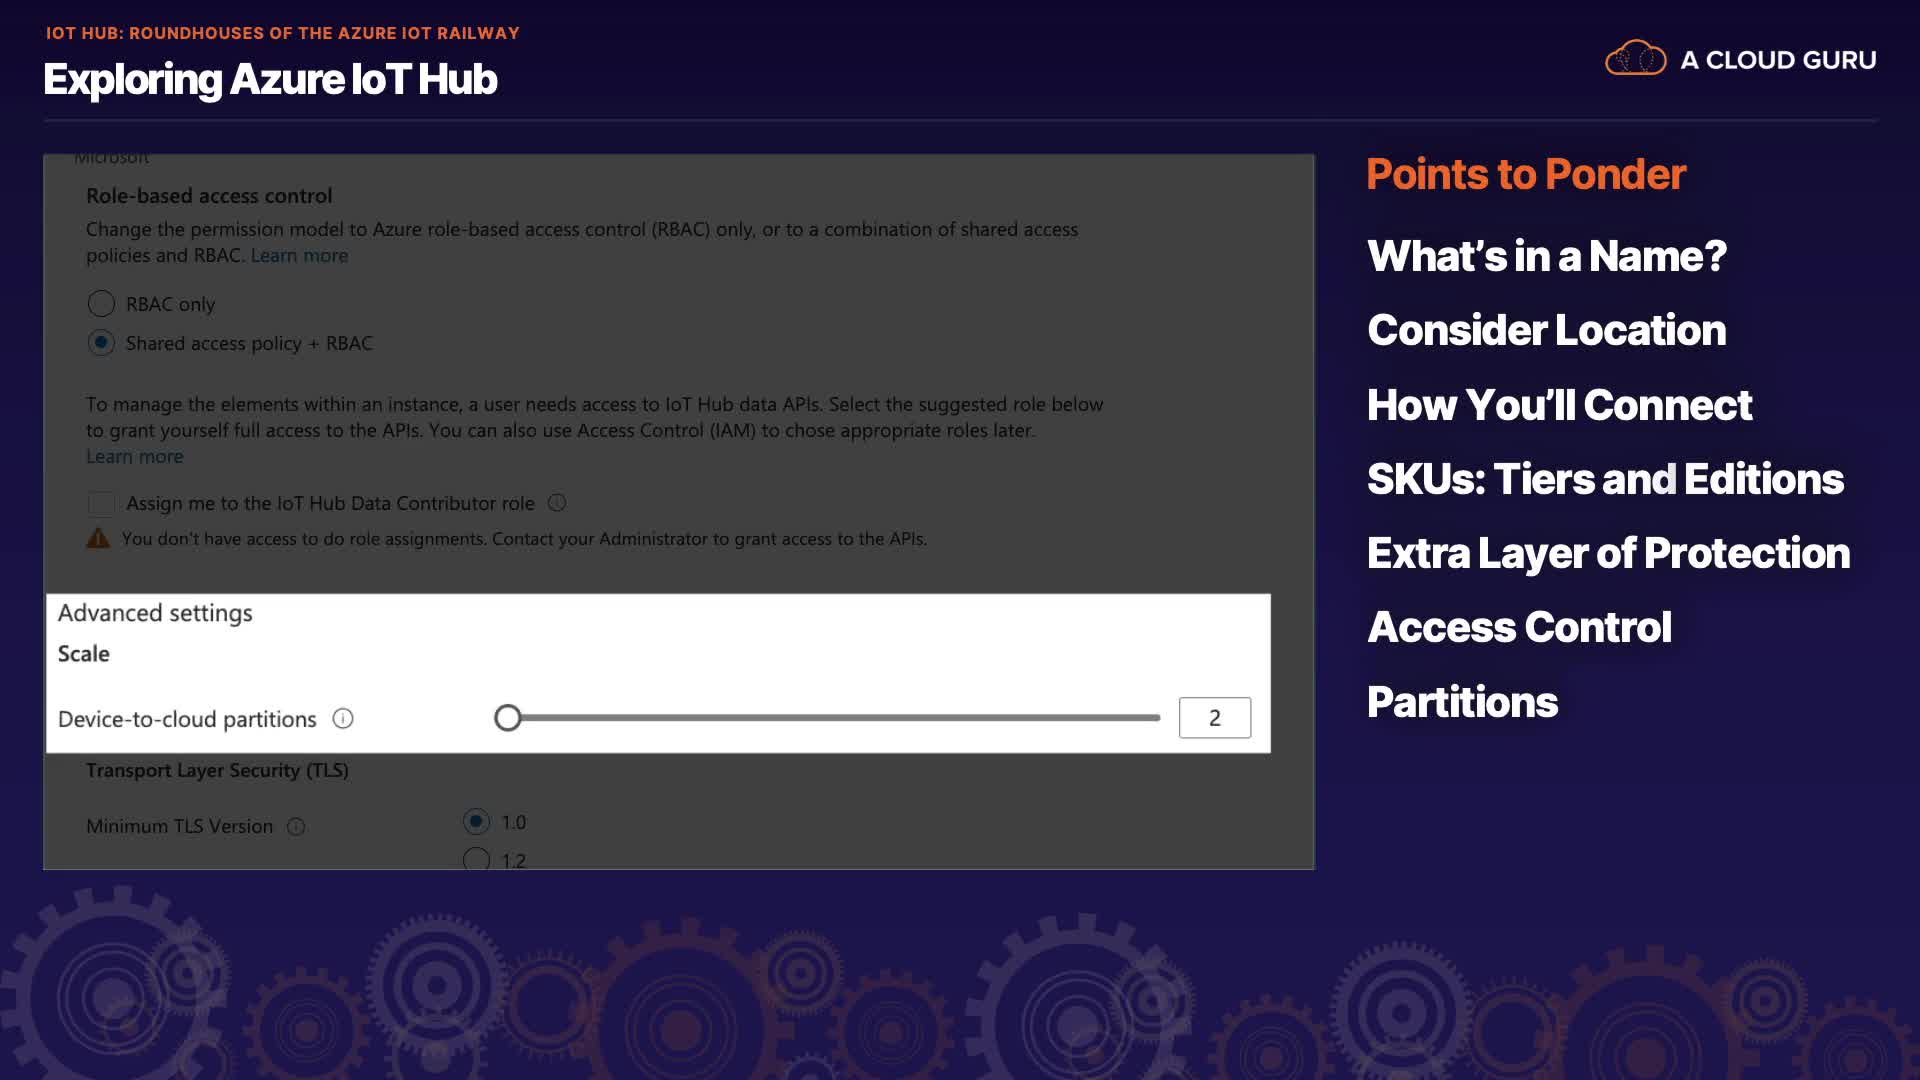 IOT HUB: ROUNDHOUSES OF THE AZURE IOT RAILWAY
Exploring Azure IoT Hub
A CLOUD GURU
Microsoft
Role-based access control
Change the permission model to Azure role-based access control (RBAC) only, or to a combination of shared access
policies and RBAC. Learn more
RBAC only
Shared access policy + RBAC
To manage the elements within an instance, a user needs access to IoT Hub data APIs. Select the suggested role below
to grant yourself full access to the APIs. You can also use Access Control (IAM) to chose appropriate roles later.
Learn more
Assign me to the IoT Hub Data Contributor role
You don't have access to do role assignments. Contact your Administrator to grant access to the APIs.
Advanced settings
Scale
Device-to-cloud partitions
2
Transport Layer Security (TLS)
Minimum TLS Version
1.0
1.2
Points to Ponder
What's in a Name?
Consider Location
How You'll Connect
SKUs: Tiers and Editions
Extra Layer of Protection
Access Control
Partitions